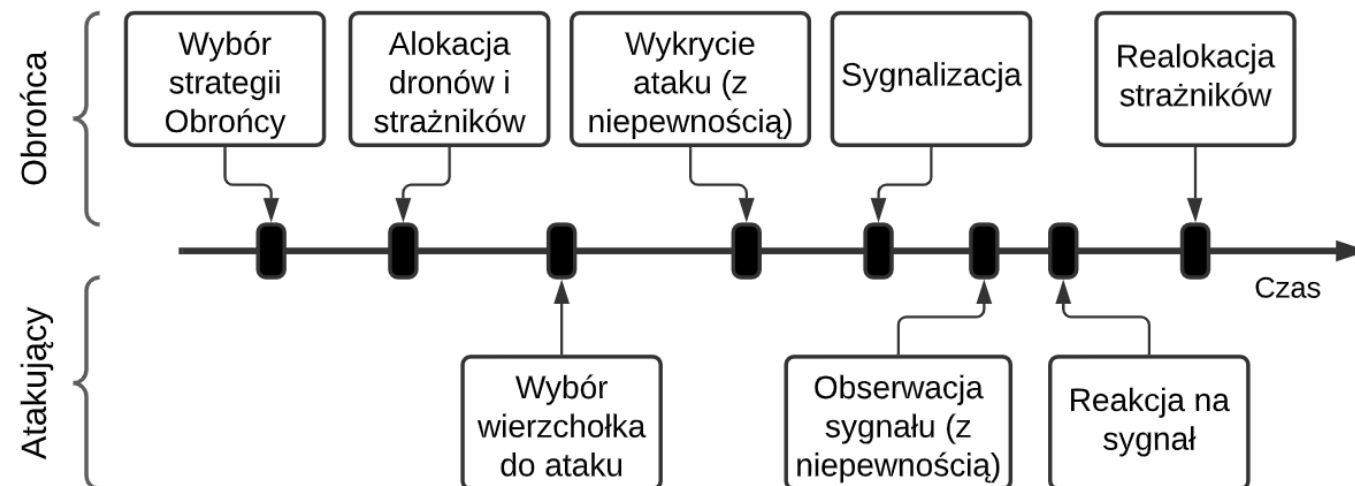 Obrońca
Wybór
strategii
Obrońcy
Alokacja
dronów i
strażników
Wykrycie
ataku (z
niepewnością)
Sygnalizacja
Realokacja
strażników
Czas
Atakujący
Wybór
wierzchołka
do ataku
Obserwacja
sygnału (z
niepewnością)
Reakcja na
sygnał